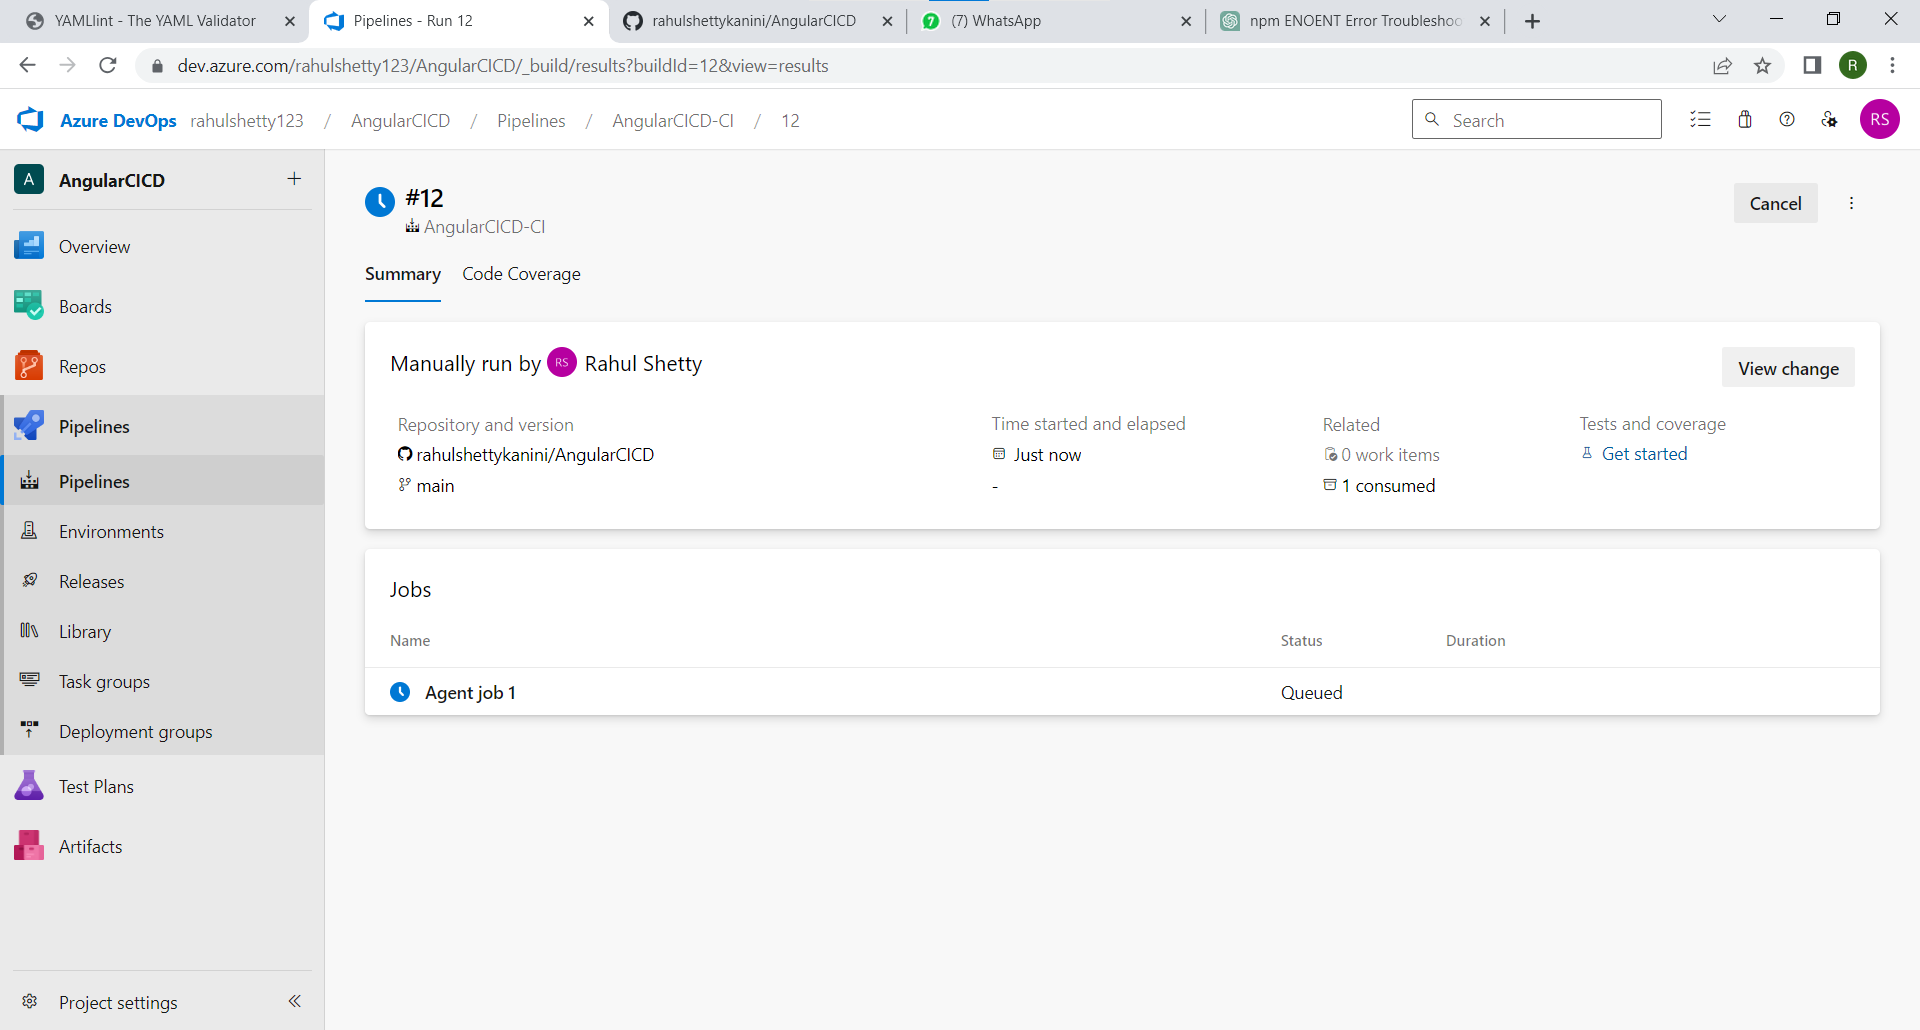 YAMLlint - The YAML Validator
Pipelines - Run 12
rahulshettykanini/AngularCICD
7 (7) WhatsApp
npm ENOENT Error Troubleshoo
dev.azure.com/rahulshetty123/AngularCICD/_build/results?buildId=12&view=results
R
Azure DevOps rahulshetty123 / AngularCICD / Pipelines / AngularCICD-CI / 12
Search
RS
A AngularCICD
Overview
Boards
Repos
Pipelines
Pipelines
Environments
Releases
Library
Task groups
Deployment groups
Test Plans
Artifacts
Project settings
#12
AngularCICD-CI
Cancel
Summary Code Coverage
Manually run by RS Rahul Shetty
View change
Repository and version
rahulshettykanini/AngularCICD
main
Time started and elapsed
Just now
-
Related
0 work items
1 consumed
Tests and coverage
Get started
Jobs
Name Status Duration
Agent job 1 Queued